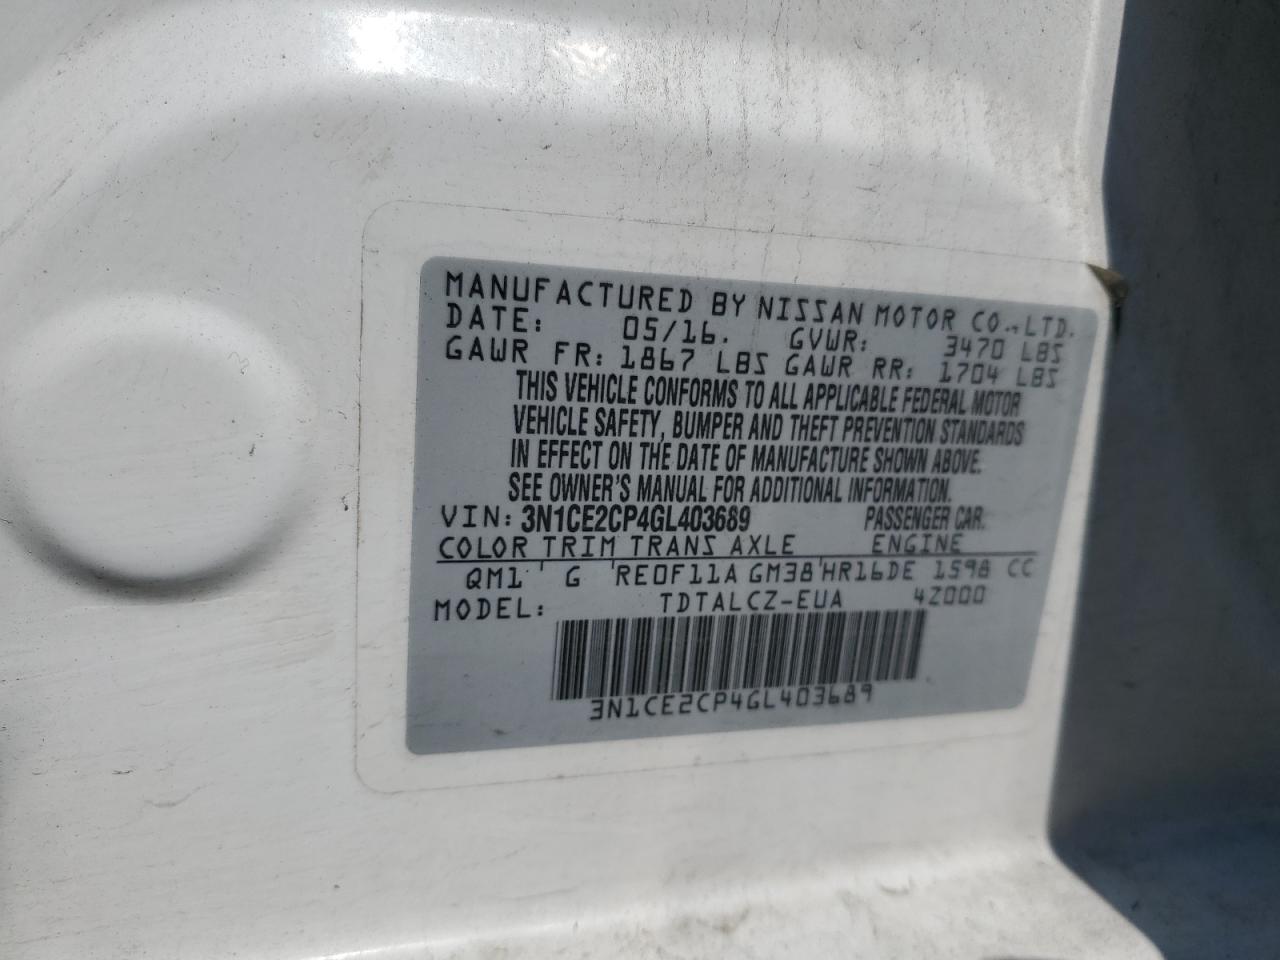 MANUFACTURED BY NISSAN MOTOR CO.,LTD.
DATE: 05/16. GVWR: 3470 LBS
GAWR FR: 1867 LBS GAWR RR: 1704 LBS
THIS VEHICLE CONFORMS TO ALL APPLICABLE FEDERAL MOTOR
VEHICLE SAFETY, BUMPER AND THEFT PREVENTION STANDARDS
IN EFFECT ON THE DATE OF MANUFACTURE SHOWN ABOVE.
SEE OWNER'S MANUAL FOR ADDITIONAL INFORMATION.
VIN: 3N1CE2CP4GL403689 PASSENGER CAR.
COLOR TRIM TRANS AXLE ENGINE
QM1 ' G ' RE0F11A GM38 ' HR16DE 1598 CC
MODEL: TDTALCZ-EUA 4Z000
3N1CE2CP4GL403689